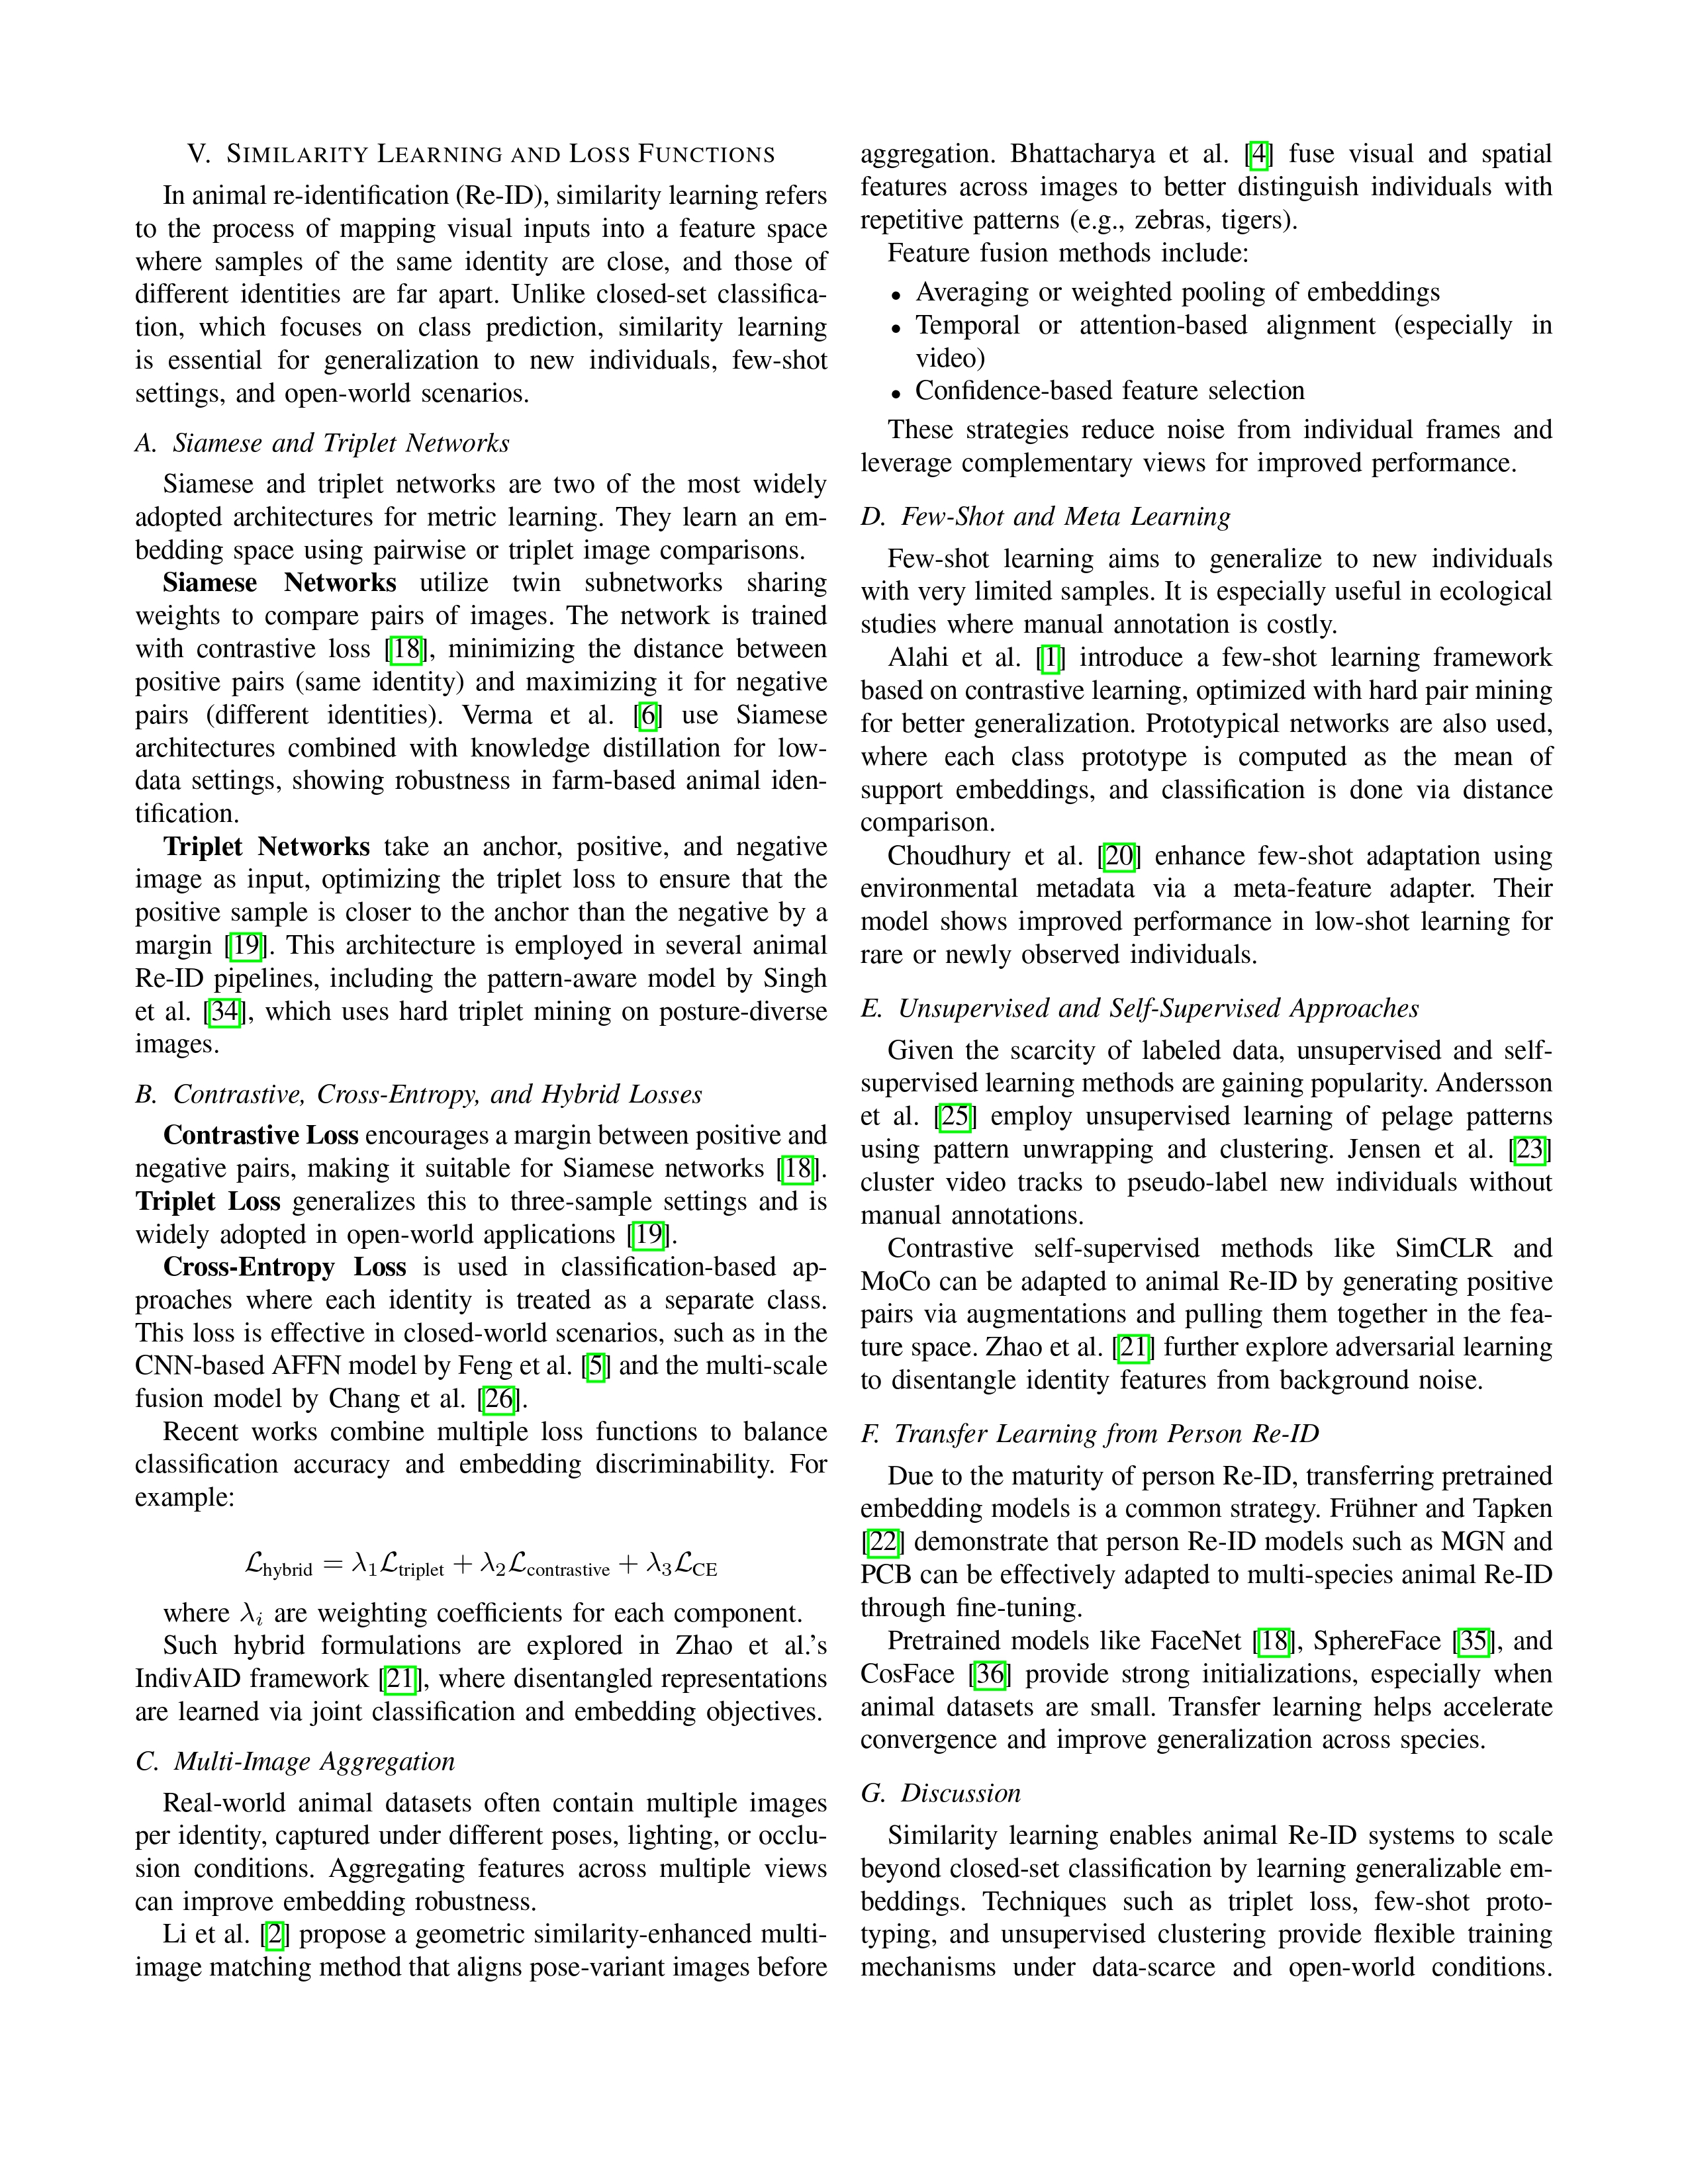 V. SIMILARITY LEARNING AND LOSS FUNCTIONS
In animal re-identification (Re-ID), similarity learning refers
to the process of mapping visual inputs into a feature space
where samples of the same identity are close, and those of
different identities are far apart. Unlike closed-set classifica-
tion, which focuses on class prediction, similarity learning
is essential for generalization to new individuals, few-shot
settings, and open-world scenarios.
A. Siamese and Triplet Networks
Siamese and triplet networks are two of the most widely
adopted architectures for metric learning. They learn an em-
bedding space using pairwise or triplet image comparisons.
Siamese Networks utilize twin subnetworks sharing
weights to compare pairs of images. The network is trained
with contrastive loss [18], minimizing the distance between
positive pairs (same identity) and maximizing it for negative
pairs (different identities). Verma et al. [6] use Siamese
architectures combined with knowledge distillation for low-
data settings, showing robustness in farm-based animal iden-
tification.
Triplet Networks take an anchor, positive, and negative
image as input, optimizing the triplet loss to ensure that the
positive sample is closer to the anchor than the negative by a
margin [19]. This architecture is employed in several animal
Re-ID pipelines, including the pattern-aware model by Singh
et al. [34], which uses hard triplet mining on posture-diverse
images.
B. Contrastive, Cross-Entropy, and Hybrid Losses
Contrastive Loss encourages a margin between positive and
negative pairs, making it suitable for Siamese networks [18].
Triplet Loss generalizes this to three-sample settings and is
widely adopted in open-world applications [19].
Cross-Entropy Loss is used in classification-based ap-
proaches where each identity is treated as a separate class.
This loss is effective in closed-world scenarios, such as in the
CNN-based AFFN model by Feng et al. [5] and the multi-scale
fusion model by Chang et al. [26].
Recent works combine multiple loss functions to balance
classification accuracy and embedding discriminability. For
example:
ℒhybrid = λ1ℒtriplet + λ2ℒcontrastive + λ3ℒCE
where λi are weighting coefficients for each component.
Such hybrid formulations are explored in Zhao et al.'s
IndivAID framework [21], where disentangled representations
are learned via joint classification and embedding objectives.
C. Multi-Image Aggregation
Real-world animal datasets often contain multiple images
per identity, captured under different poses, lighting, or occlu-
sion conditions. Aggregating features across multiple views
can improve embedding robustness.
Li et al. [2] propose a geometric similarity-enhanced multi-
image matching method that aligns pose-variant images before
aggregation. Bhattacharya et al. [4] fuse visual and spatial
features across images to better distinguish individuals with
repetitive patterns (e.g., zebras, tigers).
Feature fusion methods include:
• Averaging or weighted pooling of embeddings
• Temporal or attention-based alignment (especially in
video)
• Confidence-based feature selection
These strategies reduce noise from individual frames and
leverage complementary views for improved performance.
D. Few-Shot and Meta Learning
Few-shot learning aims to generalize to new individuals
with very limited samples. It is especially useful in ecological
studies where manual annotation is costly.
Alahi et al. [1] introduce a few-shot learning framework
based on contrastive learning, optimized with hard pair mining
for better generalization. Prototypical networks are also used,
where each class prototype is computed as the mean of
support embeddings, and classification is done via distance
comparison.
Choudhury et al. [20] enhance few-shot adaptation using
environmental metadata via a meta-feature adapter. Their
model shows improved performance in low-shot learning for
rare or newly observed individuals.
E. Unsupervised and Self-Supervised Approaches
Given the scarcity of labeled data, unsupervised and self-
supervised learning methods are gaining popularity. Andersson
et al. [25] employ unsupervised learning of pelage patterns
using pattern unwrapping and clustering. Jensen et al. [23]
cluster video tracks to pseudo-label new individuals without
manual annotations.
Contrastive self-supervised methods like SimCLR and
MoCo can be adapted to animal Re-ID by generating positive
pairs via augmentations and pulling them together in the fea-
ture space. Zhao et al. [21] further explore adversarial learning
to disentangle identity features from background noise.
F. Transfer Learning from Person Re-ID
Due to the maturity of person Re-ID, transferring pretrained
embedding models is a common strategy. Frühner and Tapken
[22] demonstrate that person Re-ID models such as MGN and
PCB can be effectively adapted to multi-species animal Re-ID
through fine-tuning.
Pretrained models like FaceNet [18], SphereFace [35], and
CosFace [36] provide strong initializations, especially when
animal datasets are small. Transfer learning helps accelerate
convergence and improve generalization across species.
G. Discussion
Similarity learning enables animal Re-ID systems to scale
beyond closed-set classification by learning generalizable em-
beddings. Techniques such as triplet loss, few-shot proto-
typing, and unsupervised clustering provide flexible training
mechanisms under data-scarce and open-world conditions.